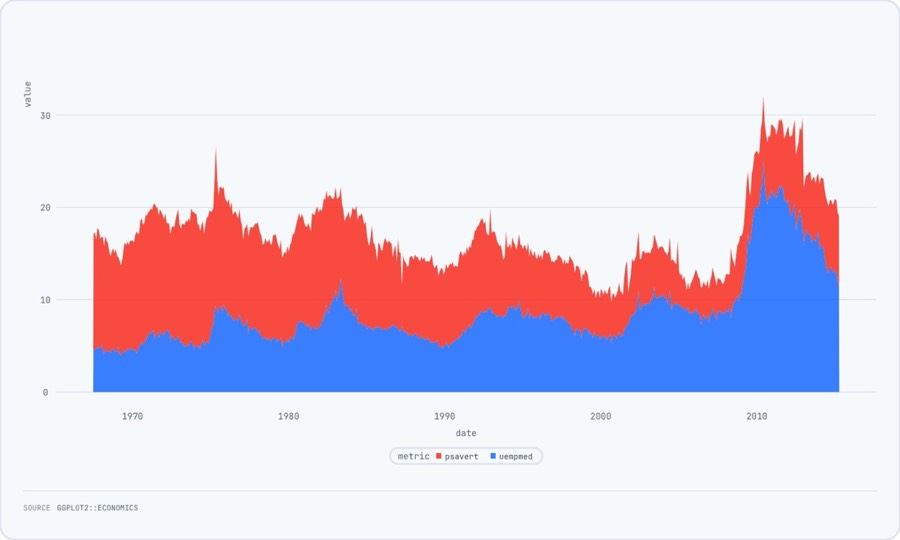 value
30
20
10
0
1970 1980 1990 2000 2010
date
metric psavert uempmed
SOURCE GGPLOT2::ECONOMICS